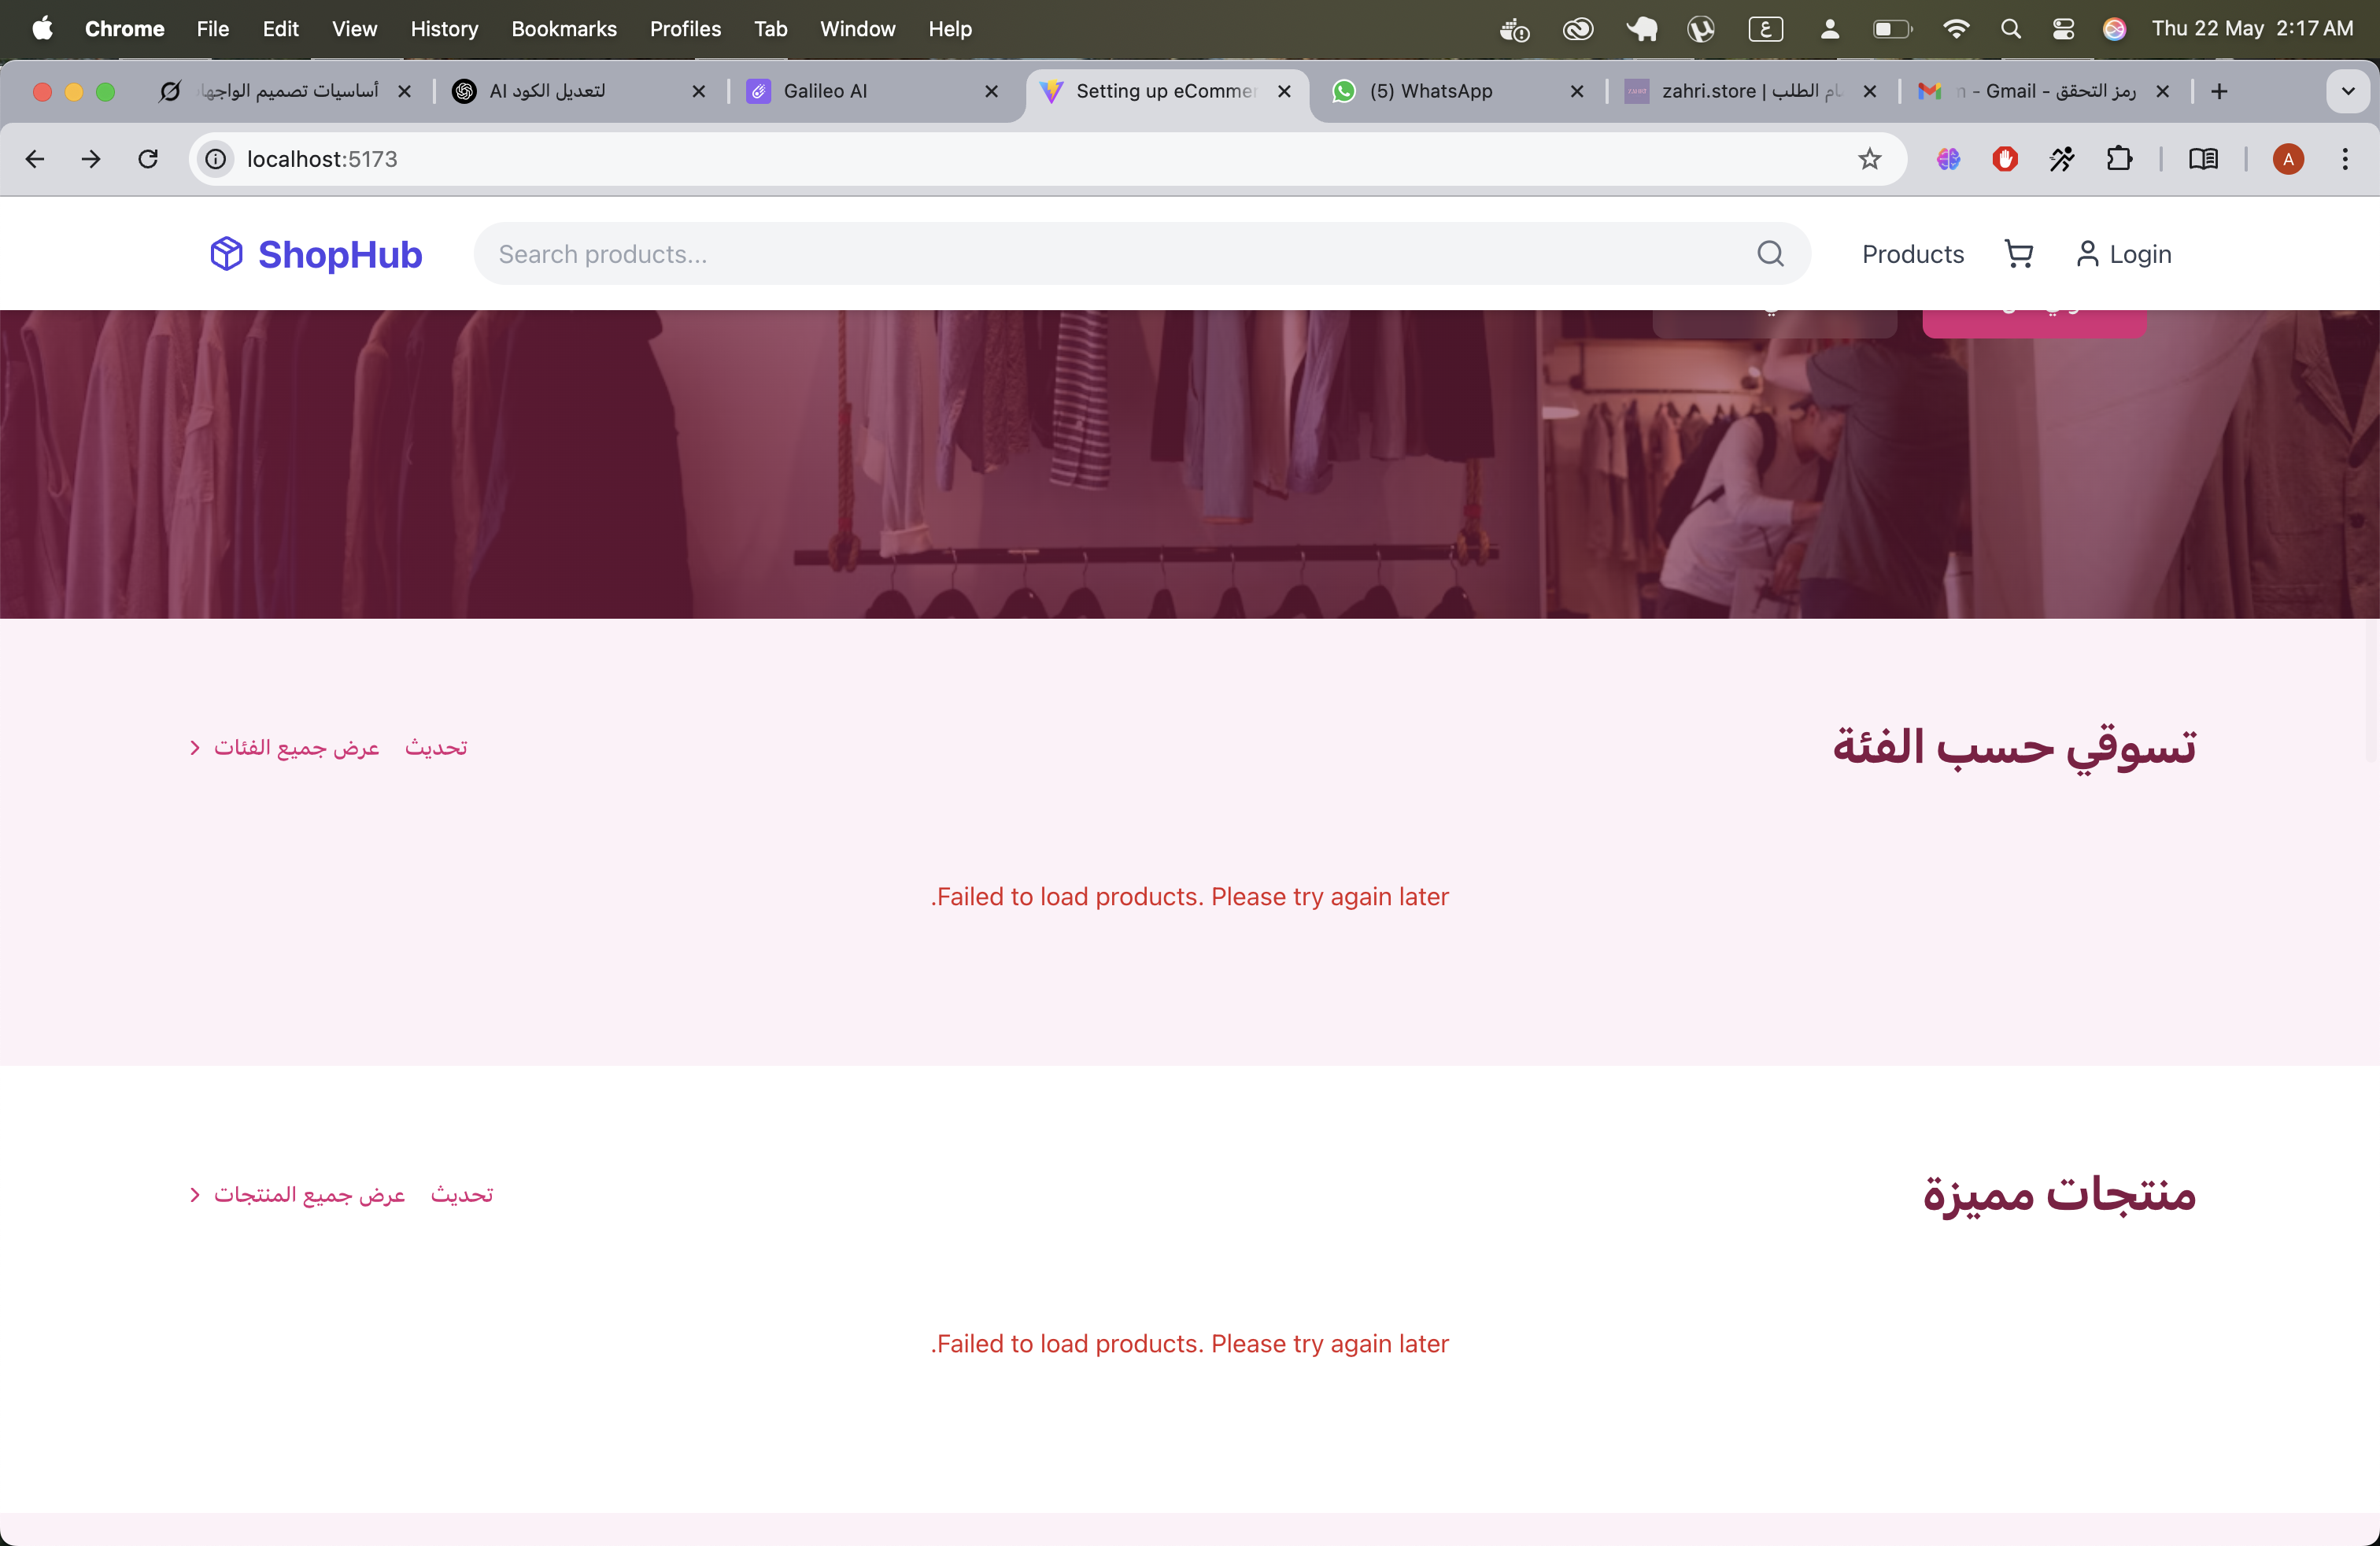 Chrome File Edit View History Bookmarks Profiles Tab Window Help ع Thu 22 May 2:17 AM
أساسيات تصميم الواجها
AI لتعديل الكود
Galileo AI
Setting up eCommer
(5) WhatsApp
zahri.store | ام الطلب
رمز التحقق - Gmail -
localhost:5173
A
ShopHub
Search products...
Products
Login
تسوقي حسب الفئة
تحديث عرض جميع الفئات
.Failed to load products. Please try again later
منتجات مميزة
تحديث عرض جميع المنتجات
.Failed to load products. Please try again later